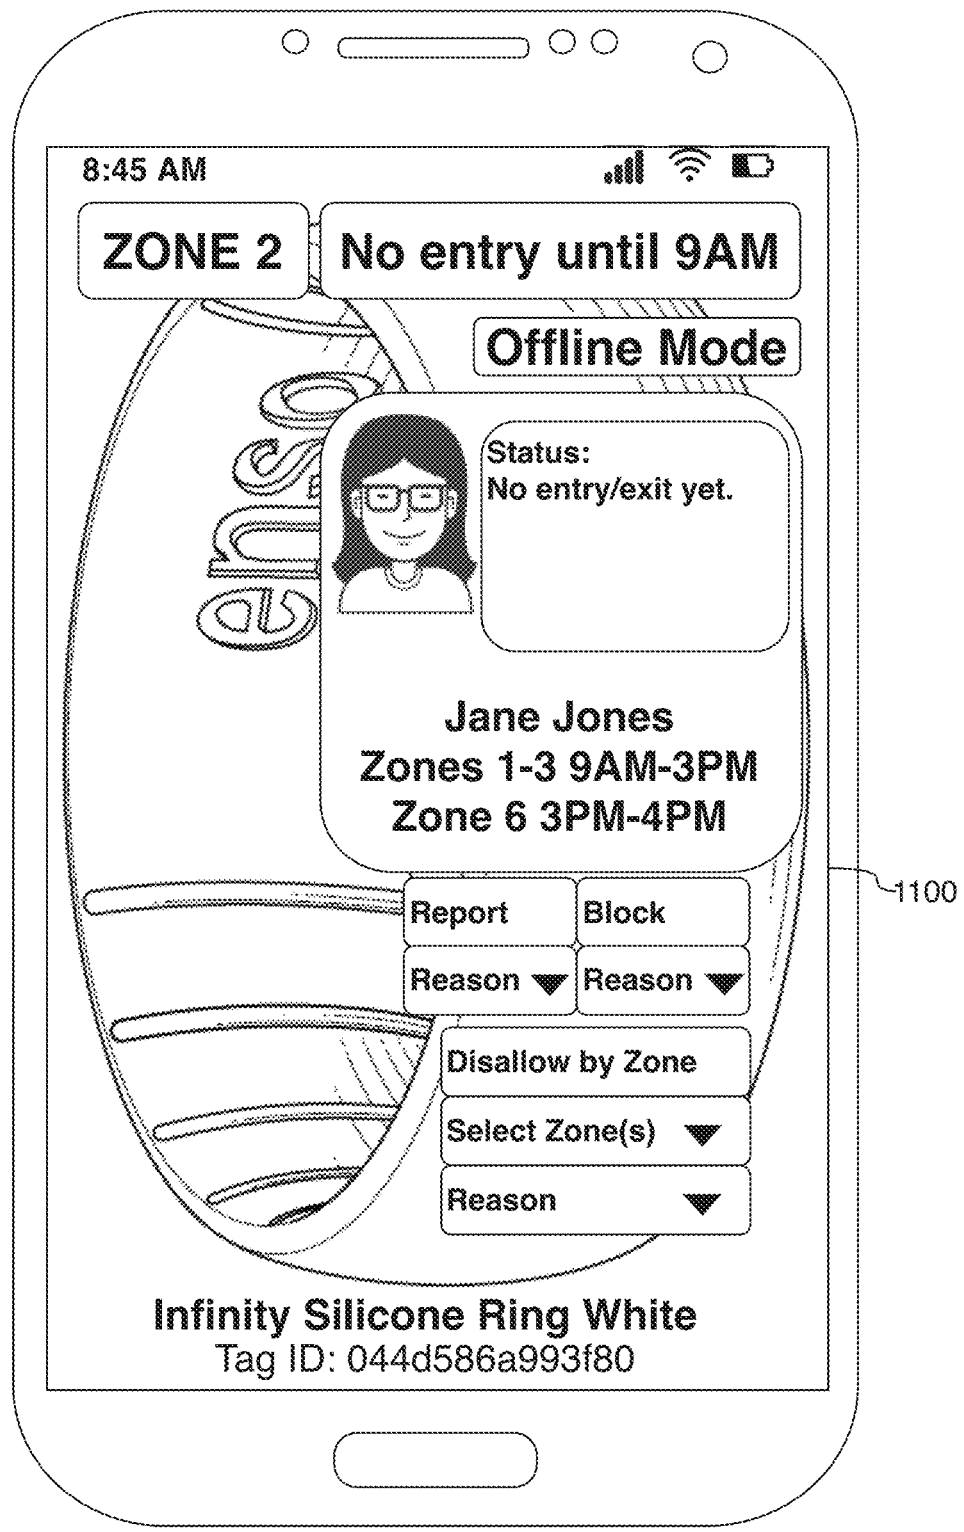 8:45 AM
ZONE 2
No entry until 9AM
Offline Mode
enso
Status:
No entry/exit yet.
Jane Jones
Zones 1-3 9AM-3PM
Zone 6 3PM-4PM
1100
Report
Block
Reason
Reason
Disallow by Zone
Select Zone(s)
Reason
Infinity Silicone Ring White
Tag ID: 044d586a993f80